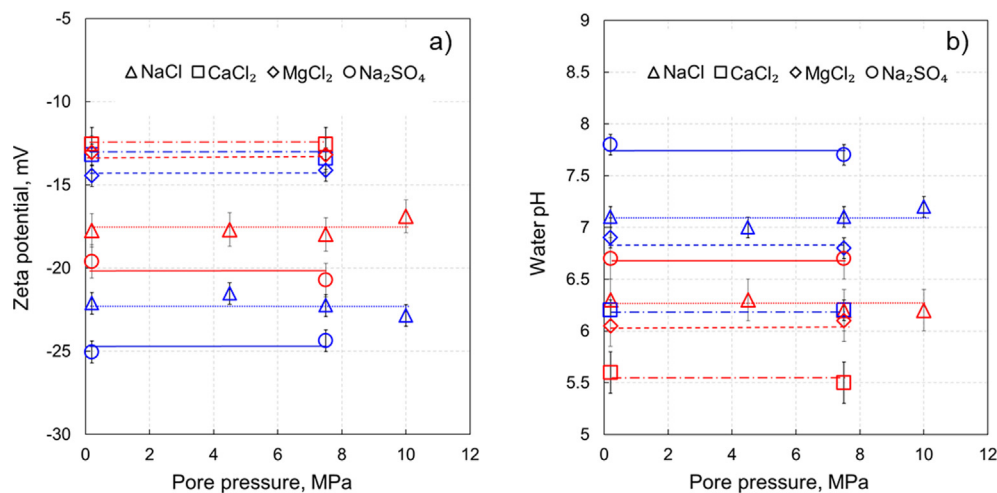 a)
NaCl CaCl₂ MgCl₂ Na₂SO₄
-5
-10
-15
-20
-25
-30
Zeta potential, mV
0 2 4 6 8 10 12
Pore pressure, MPa
b)
NaCl CaCl₂ MgCl₂ Na₂SO₄
9
8.5
8
7.5
7
6.5
6
5.5
5
Water pH
0 2 4 6 8 10 12
Pore pressure, MPa